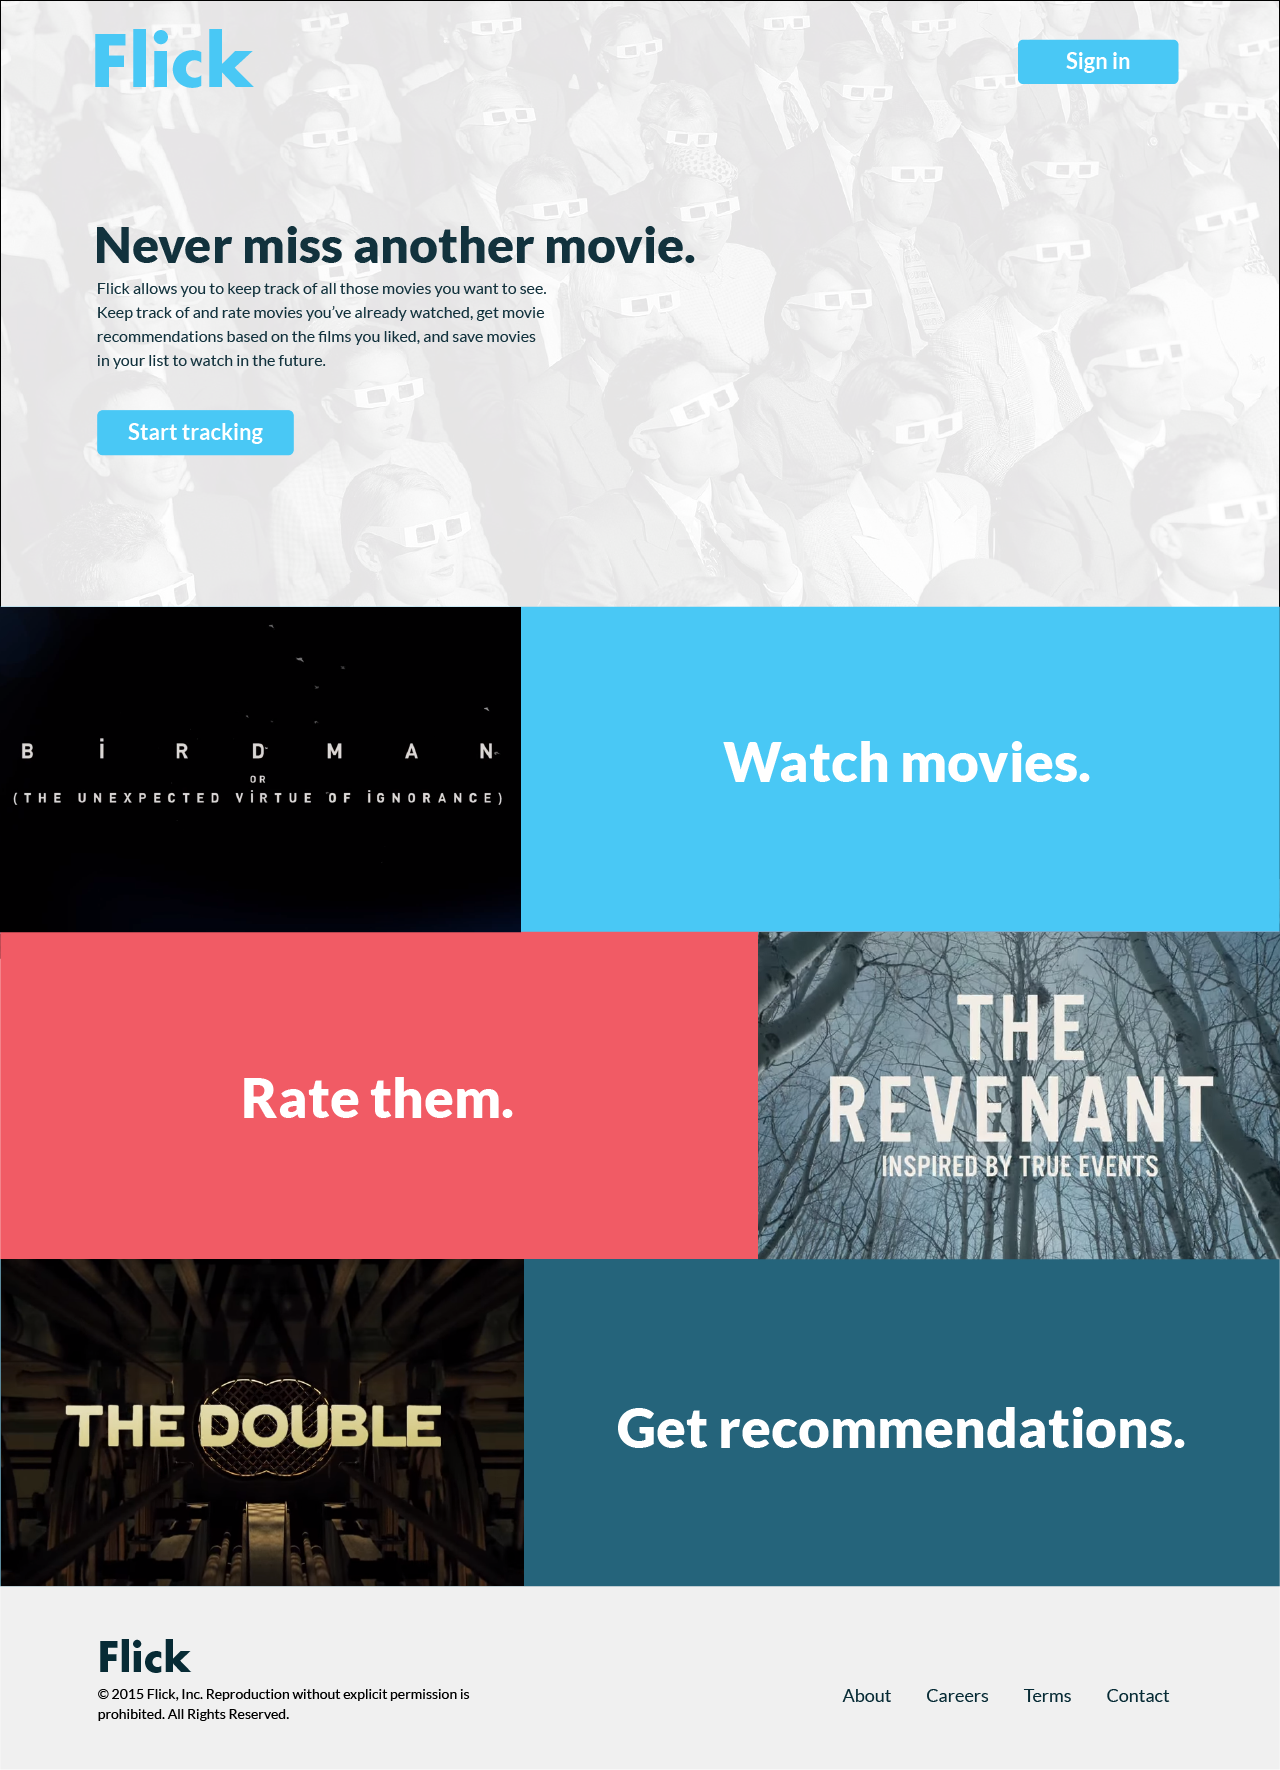 Flick
Sign in
Never miss another movie.
Flick allows you to keep track of all those movies you want to see.
Keep track of and rate movies you’ve already watched, get movie
recommendations based on the films you liked, and save movies
in your list to watch in the future.
Start tracking
BiRDMAN
OR
(THE UNEXPECTED ViRTUE OF iGNORANCE)
Watch movies.
Rate them.
THE
REVENANT
INSPIRED BY TRUE EVENTS
THE DOUBLE
Get recommendations.
Flick
© 2015 Flick, Inc. Reproduction without explicit permission is
prohibited. All Rights Reserved.
About Careers Terms Contact